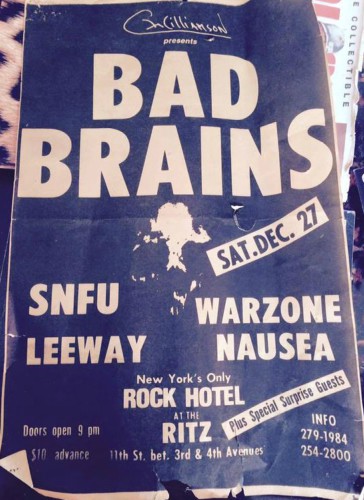 Williamson
presents
BAD
BRAINS
SAT. DEC. 27
SNFU
WARZONE
LEEWAY
NAUSEA
New York's Only
ROCK HOTEL
AT THE
RITZ
Plus Special Surprise Guests
Doors open 9 pm
$10 advance
11th St. bet. 3rd & 4th Avenues
INFO
279-1984
254-2800
COLLECTIBLE